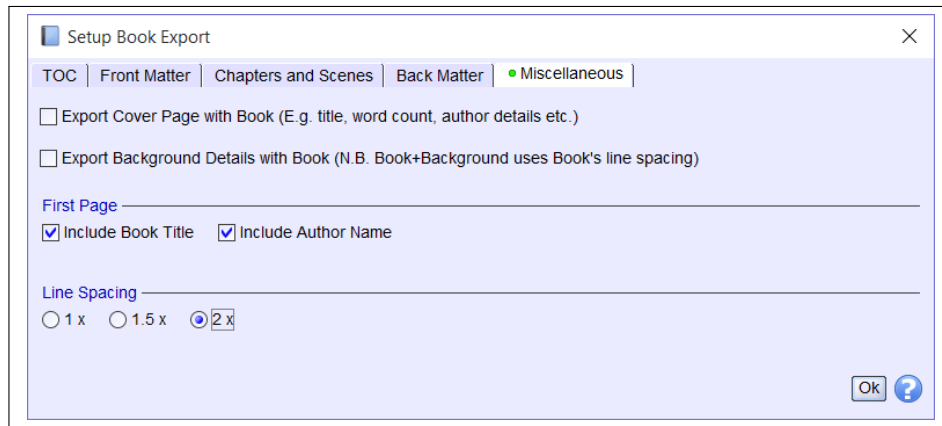 Setup Book Export
TOC Front Matter Chapters and Scenes Back Matter Miscellaneous
Export Cover Page with Book (E.g. title, word count, author details etc.)
Export Background Details with Book (N.B. Book+Background uses Book's line spacing)
First Page
Include Book Title Include Author Name
Line Spacing
1 x 1.5 x 2 x
Ok ?